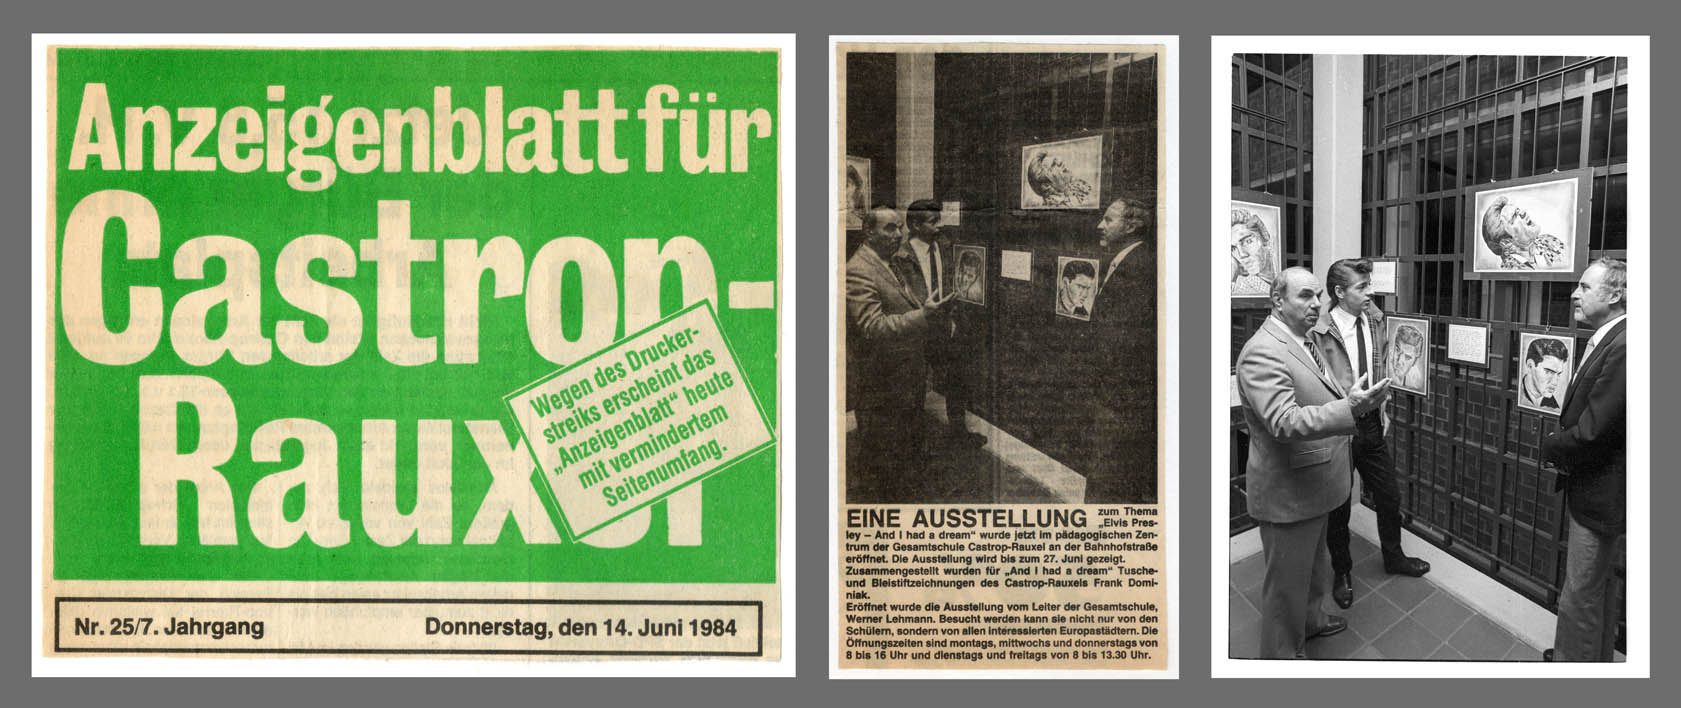 Anzeigenblatt für
Castrop-
Rauxel
Wegen des Drucker-
streiks erscheint das
„Anzeigenblatt“ heute
mit vermindertem
Seitenumfang.
Nr. 25/7. Jahrgang
Donnerstag, den 14. Juni 1984
EINE AUSSTELLUNG zum Thema
„Elvis Pres-
ley – And I had a dream“ wurde jetzt im pädagogischen Zen-
trum der Gesamtschule Castrop-Rauxel an der Bahnhofstraße
eröffnet. Die Ausstellung wird bis zum 27. Juni gezeigt.
Zusammengestellt wurden für „And I had a dream“ Tusche-
und Bleistiftzeichnungen des Castrop-Rauxels Frank Domi-
niak.
Eröffnet wurde die Ausstellung vom Leiter der Gesamtschule,
Werner Lehmann. Besucht werden kann sie nicht nur von den
Schülern, sondern von allen interessierten Europastädtern. Die
Öffnungszeiten sind montags, mittwochs und donnerstags von
8 bis 16 Uhr und dienstags und freitags von 8 bis 13.30 Uhr.